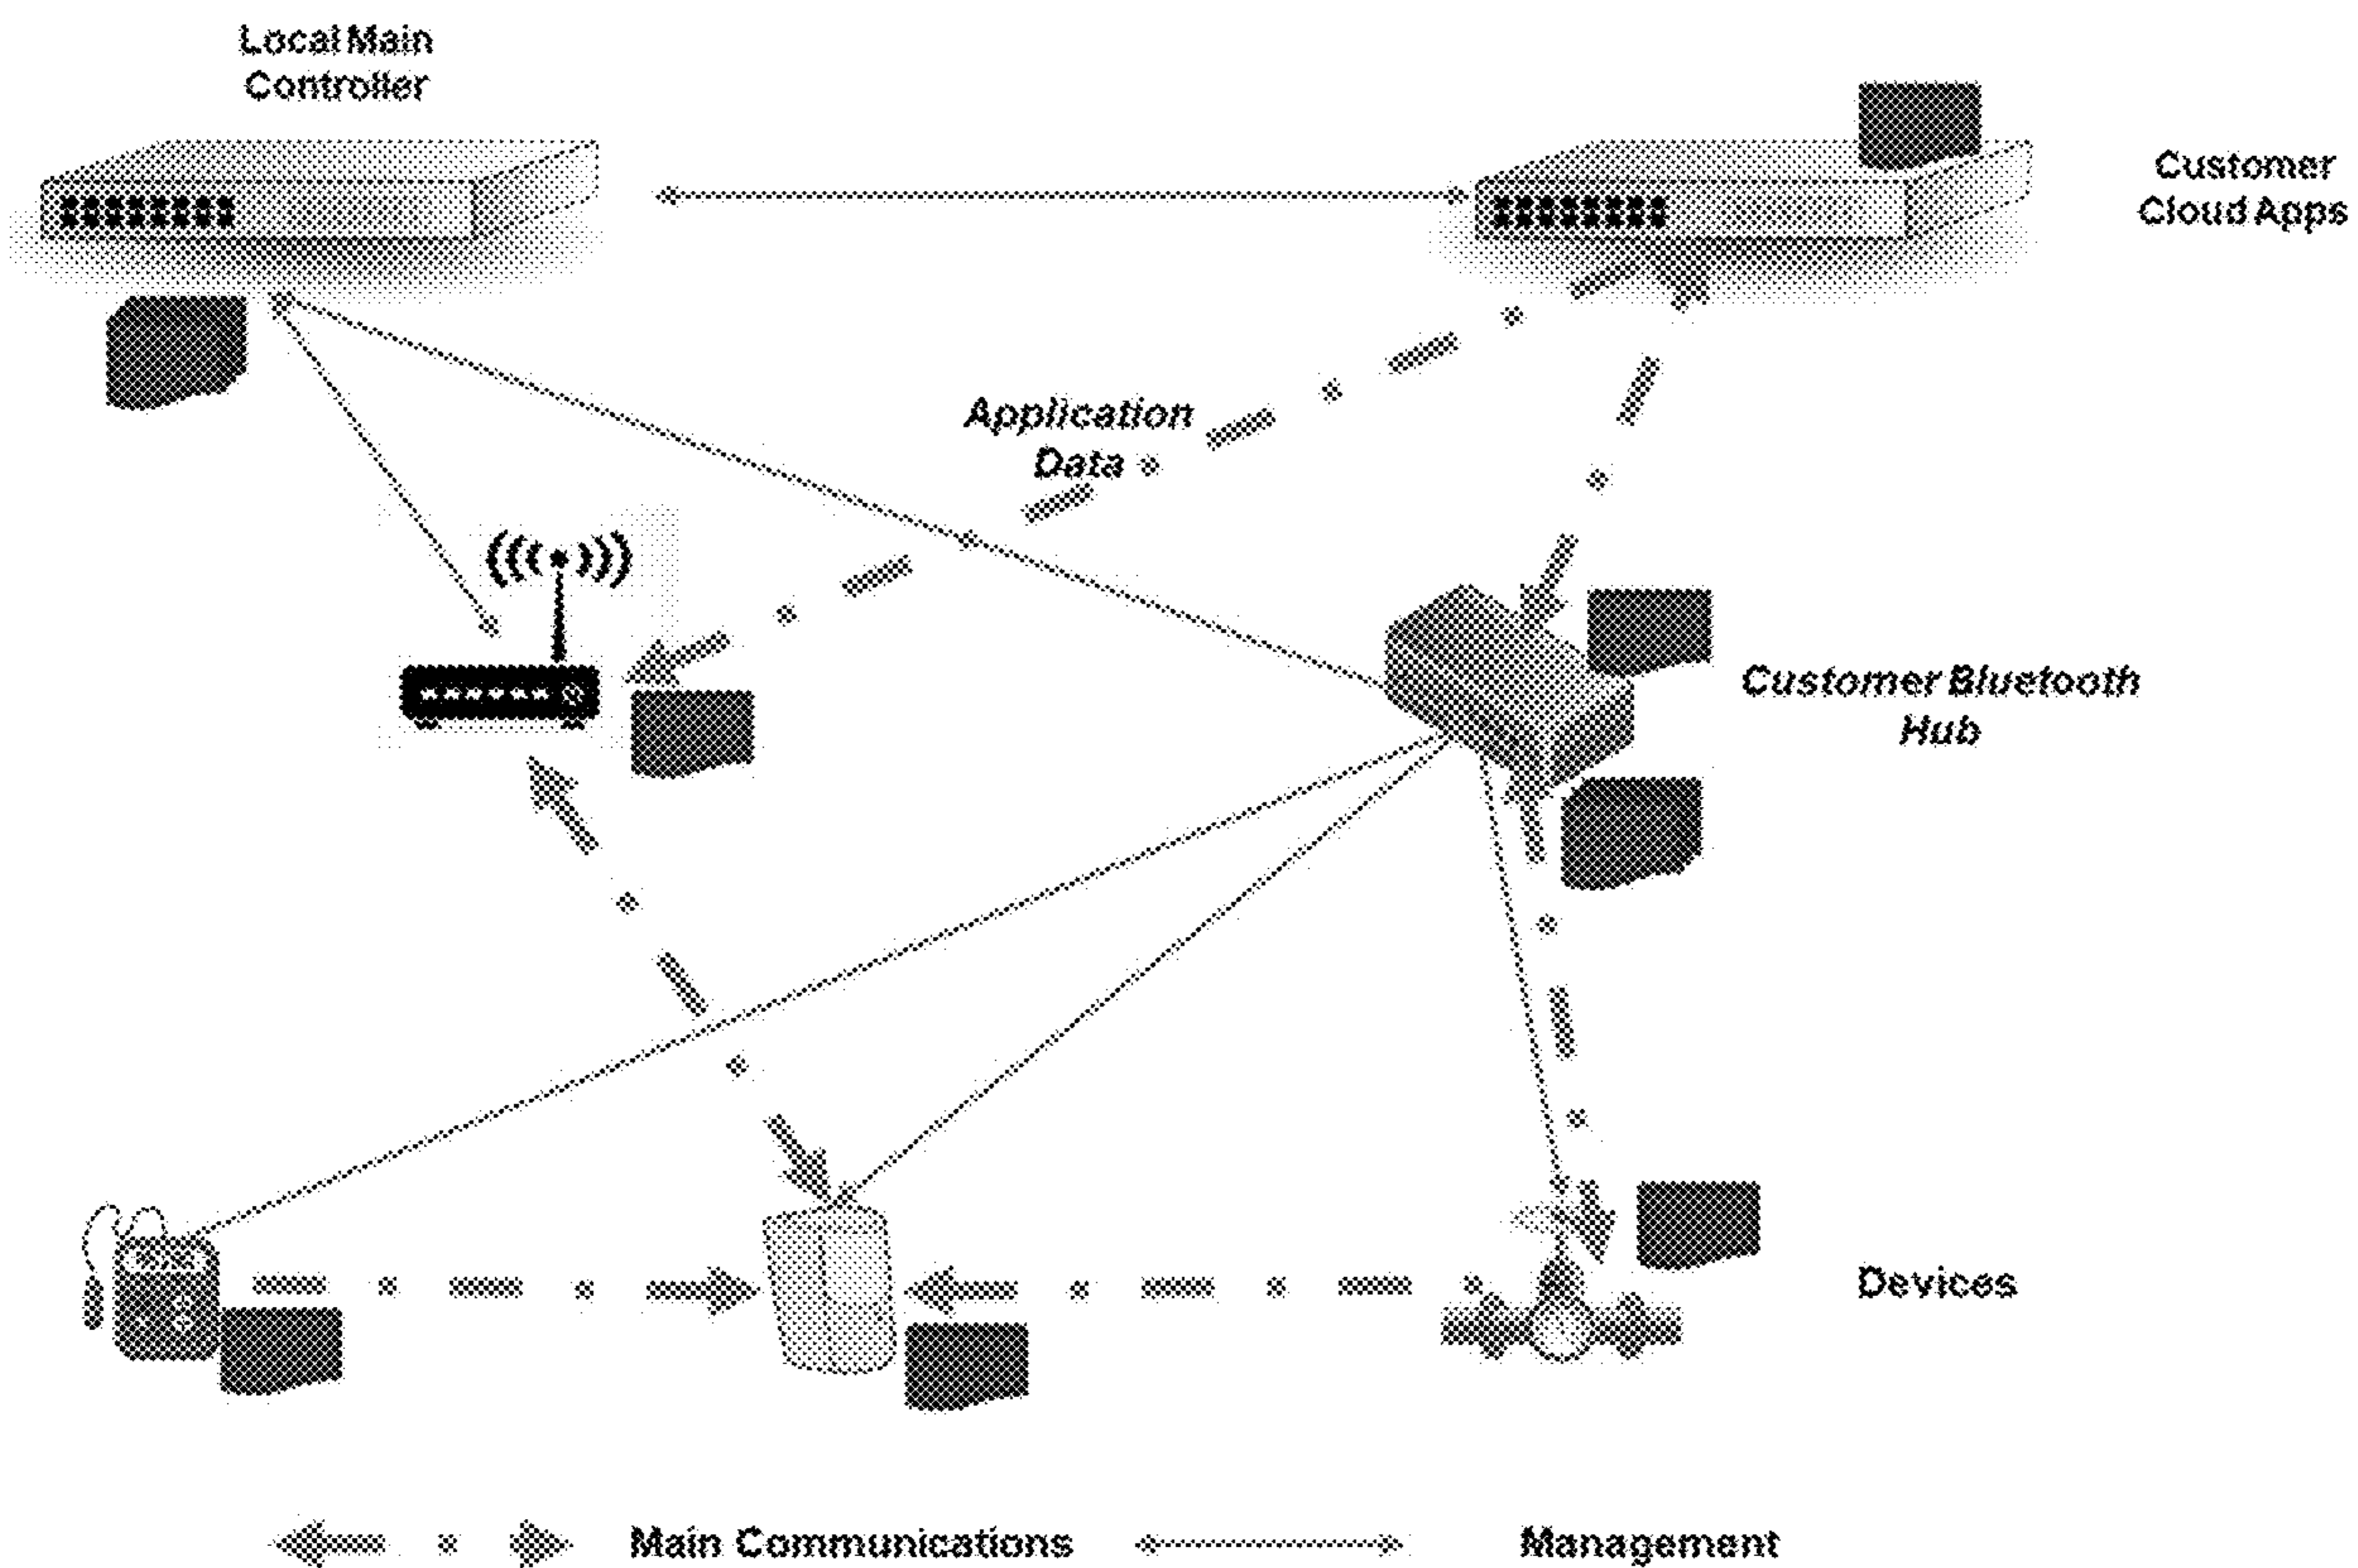 Local Main
Controller
Customer
Cloud Apps
Application
Data
Customer Bluetooth
Hub
Devices
Main Communications
Management